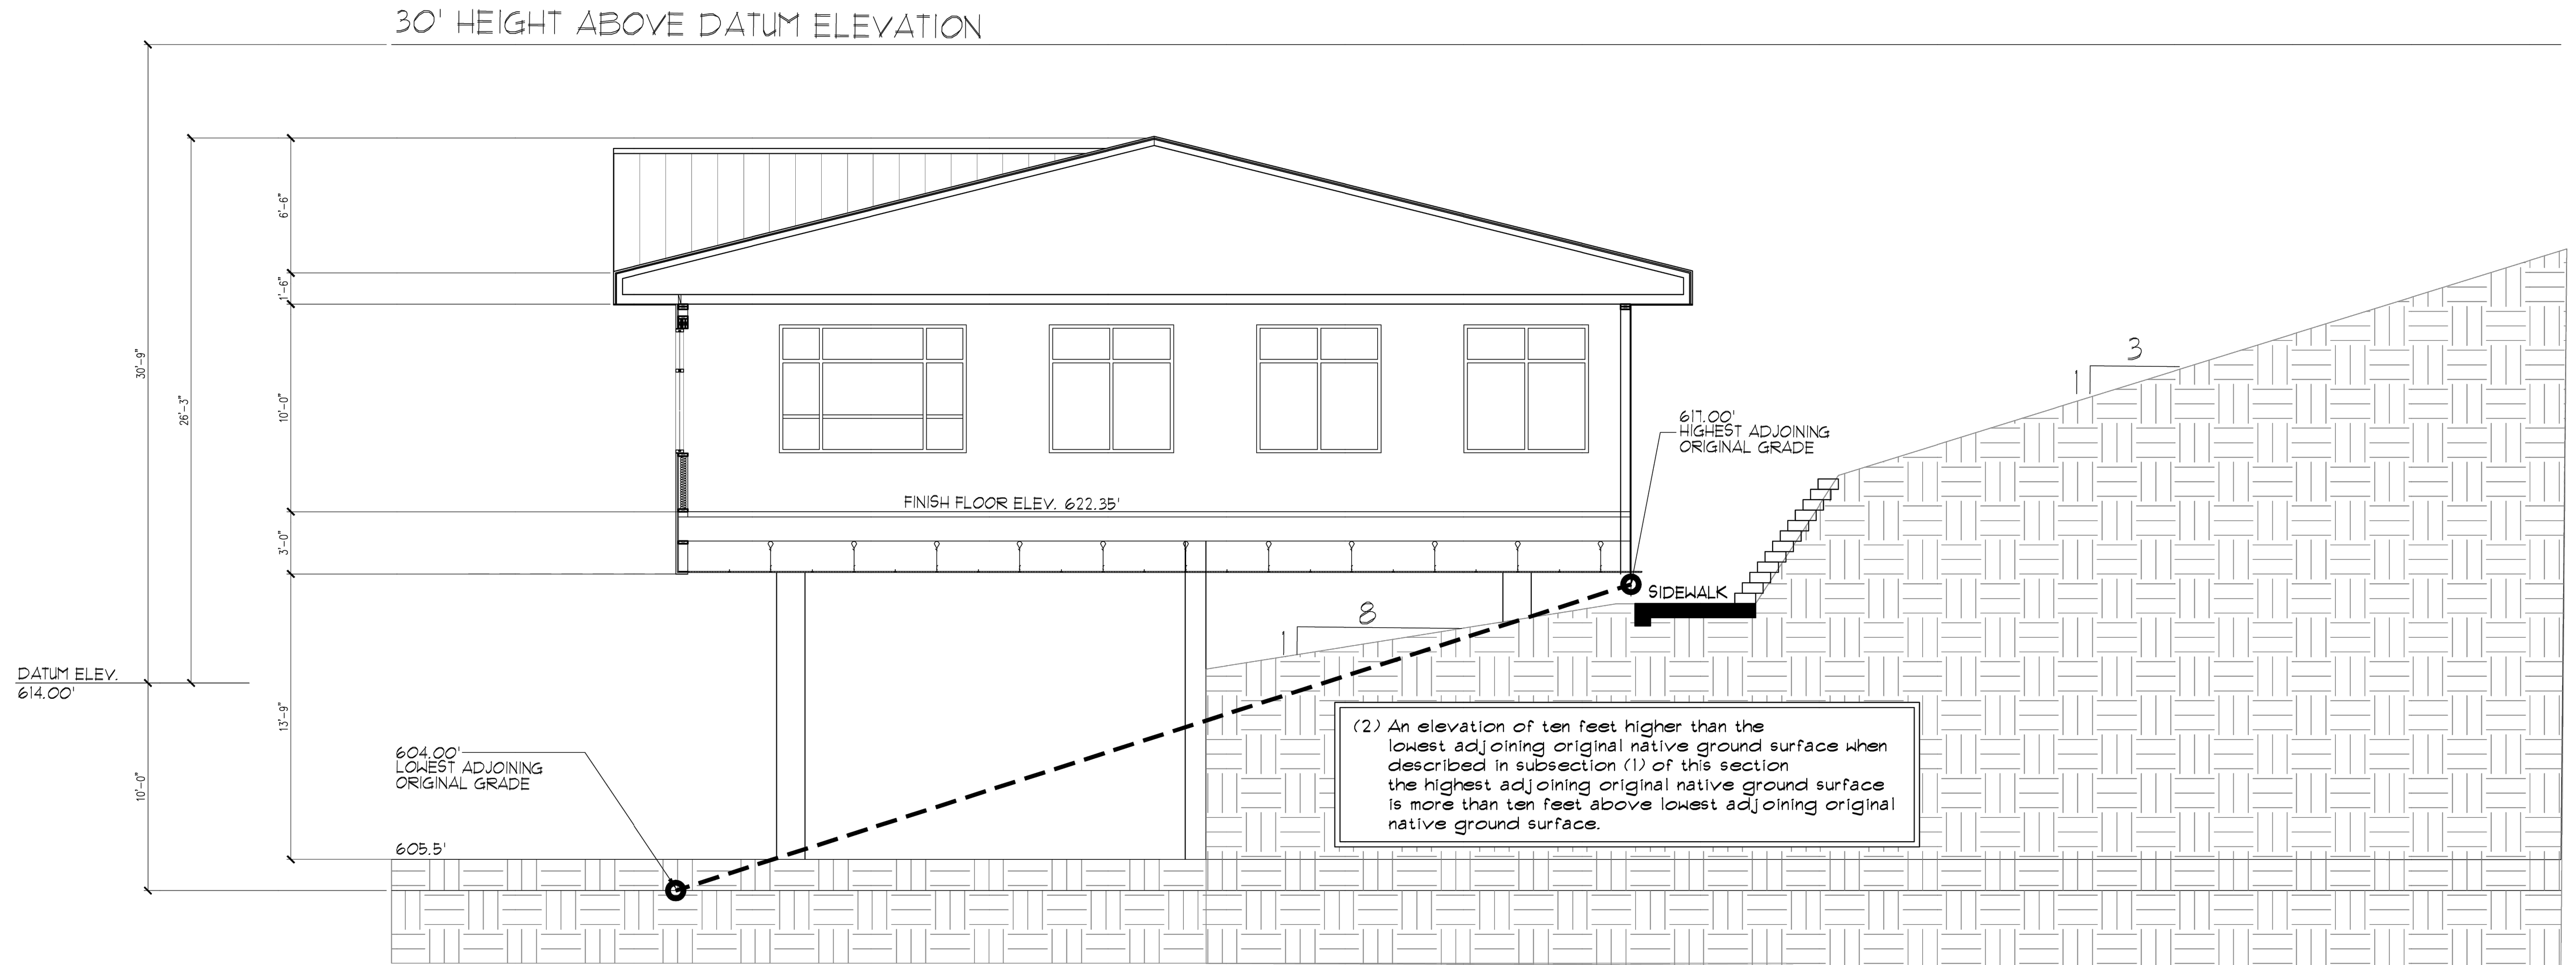 30' HEIGHT ABOVE DATUM ELEVATION
6'-6"
1'-6"
30'-9"
26'-3"
10'-0"
3
1
617.00'
HIGHEST ADJOINING
ORIGINAL GRADE
FINISH FLOOR ELEV. 622.35'
3'-0"
SIDEWALK
8
1
DATUM ELEV.
614.00'
13'-9"
(2) An elevation of ten feet higher than the
lowest adjoining original native ground surface when
described in subsection (1) of this section
the highest adjoining original native ground surface
is more than ten feet above lowest adjoining original
native ground surface.
604.00'
LOWEST ADJOINING
ORIGINAL GRADE
10'-0"
605.5'